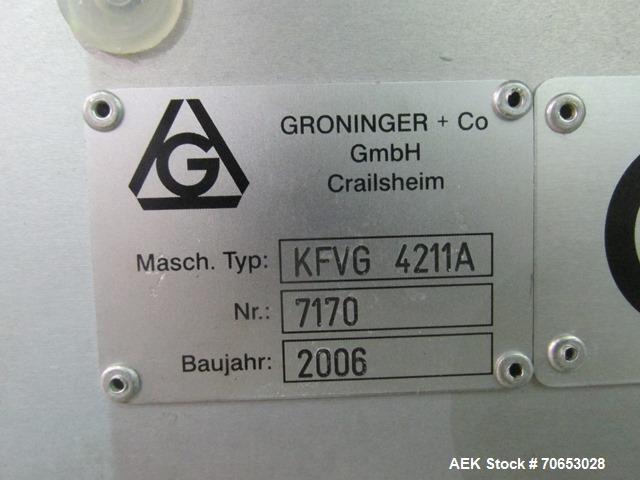 G
GRONINGER + Co
GmbH
Crailsheim
Masch. Typ: KFVG 4211A
Nr.: 7170
Baujahr: 2006
AEK Stock # 70653028